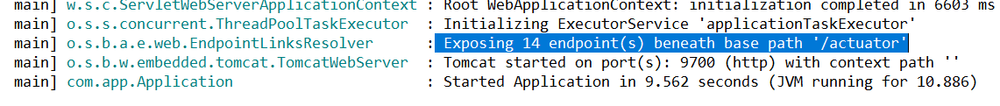 main] w.s.c.ServletWebServerApplicationContext : Root WebApplicationContext: initialization completed in 6603 ms
main] o.s.s.concurrent.ThreadPoolTaskExecutor : Initializing ExecutorService 'applicationTaskExecutor'
main] o.s.b.a.e.web.EndpointLinksResolver : Exposing 14 endpoint(s) beneath base path '/actuator'
main] o.s.b.w.embedded.tomcat.TomcatWebServer : Tomcat started on port(s): 9700 (http) with context path ''
main] com.app.Application : Started Application in 9.562 seconds (JVM running for 10.886)